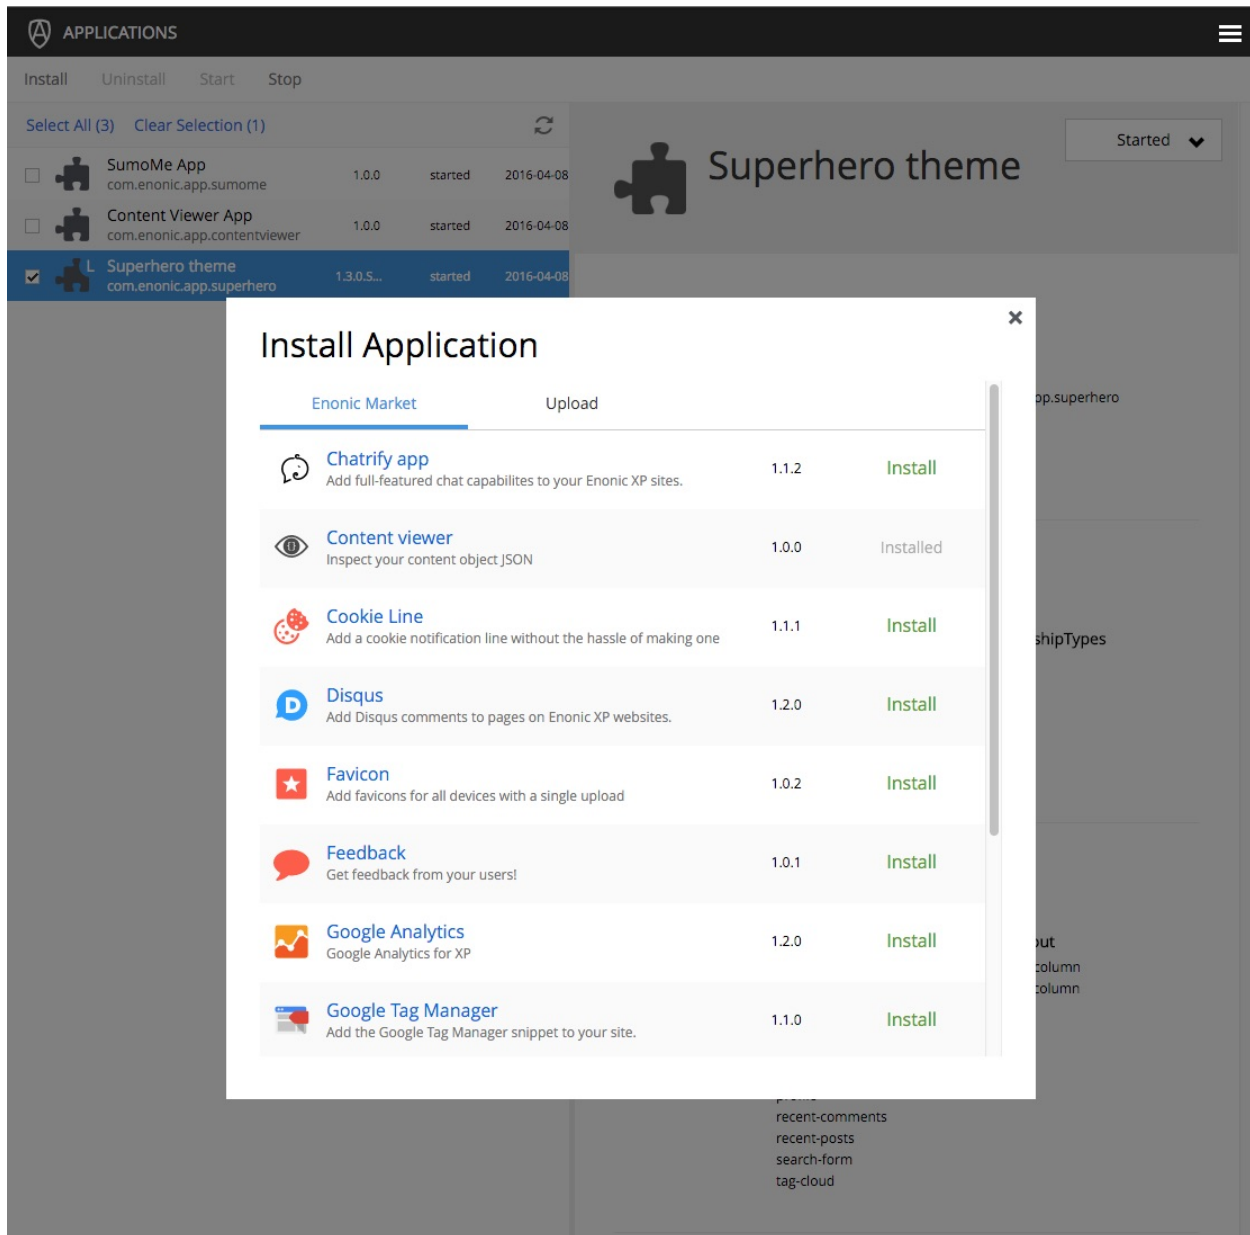 APPLICATIONS
Install Uninstall Start Stop
Select All (3) Clear Selection (1)
SumoMe App
com.enonic.app.sumome
1.0.0 started 2016-04-08
Content Viewer App
com.enonic.app.contentviewer
1.0.0 started 2016-04-08
L Superhero theme
com.enonic.app.superhero
1.3.0.S... started 2016-04-08
Superhero theme
Started
Install Application
Enonic Market Upload
Chatrify app
Add full-featured chat capabilites to your Enonic XP sites.
1.1.2 Install
Content viewer
Inspect your content object JSON
1.0.0 Installed
Cookie Line
Add a cookie notification line without the hassle of making one
1.1.1 Install
D
Disqus
Add Disqus comments to pages on Enonic XP websites.
1.2.0 Install
Favicon
Add favicons for all devices with a single upload
1.0.2 Install
Feedback
Get feedback from your users!
1.0.1 Install
Google Analytics
Google Analytics for XP
1.2.0 Install
Google Tag Manager
Add the Google Tag Manager snippet to your site.
1.1.0 Install
pp.superhero
shipTypes
out
column
column
recent-comments
recent-posts
search-form
tag-cloud